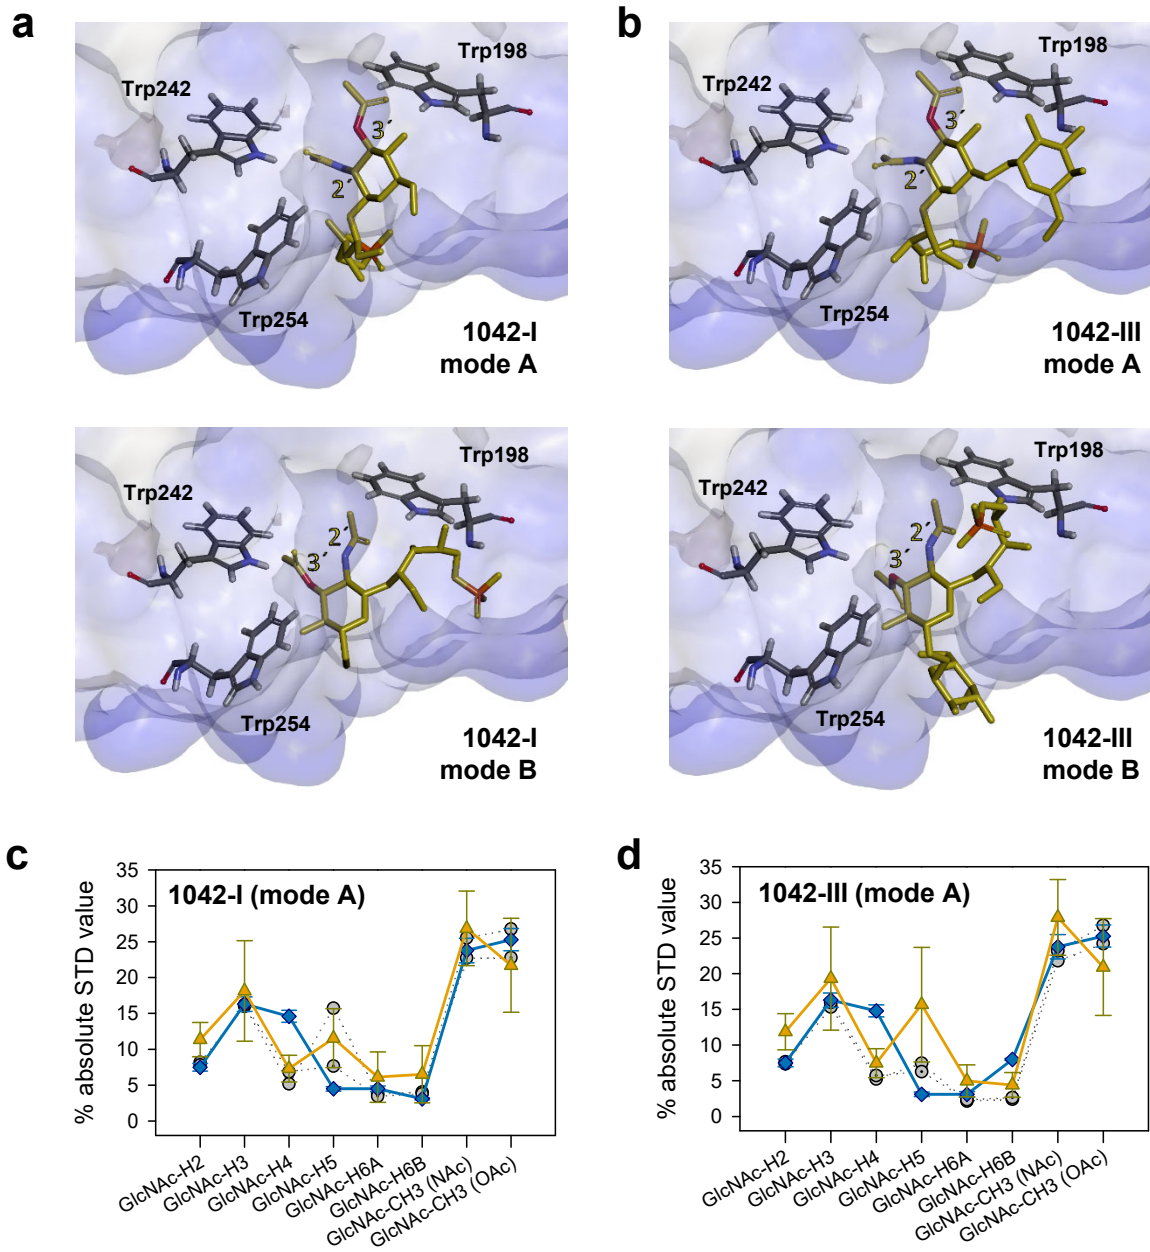 a
Trp198
Trp242
3´
2´
Trp254
1042-I
mode A
b
Trp198
Trp242
3´
2´
Trp254
1042-III
mode A
Trp198
Trp242
2´
3´
Trp254
1042-I
mode B
Trp198
Trp242
2´
3´
Trp254
1042-III
mode B
c
1042-I (mode A)
% absolute STD value
35
30
25
20
15
10
5
0
GlcNAc-H2
GlcNAc-H3
GlcNAc-H4
GlcNAc-H5
GlcNAc-H6A
GlcNAc-H6B
GlcNAc-CH3 (NAc)
GlcNAc-CH3 (OAc)
d
1042-III (mode A)
% absolute STD value
35
30
25
20
15
10
5
0
GlcNAc-H2
GlcNAc-H3
GlcNAc-H4
GlcNAc-H5
GlcNAc-H6A
GlcNAc-H6B
GlcNAc-CH3 (NAc)
GlcNAc-CH3 (OAc)